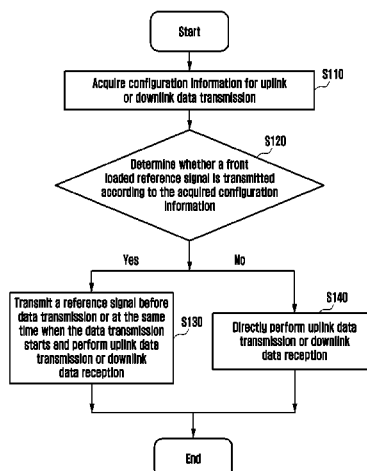 Start
S110
Acquire configuration information for uplink
or downlink data transmission
S120
Determine whether a front
loaded reference signal is transmitted
according to the acquired configuration
information
Yes
No
Transmit a reference signal before
data transmission or at the same
time when the data transmission
starts and perform uplink data
transmission or downlink
data reception
S130
S140
Directly perform uplink data
transmission or downlink
data reception
End